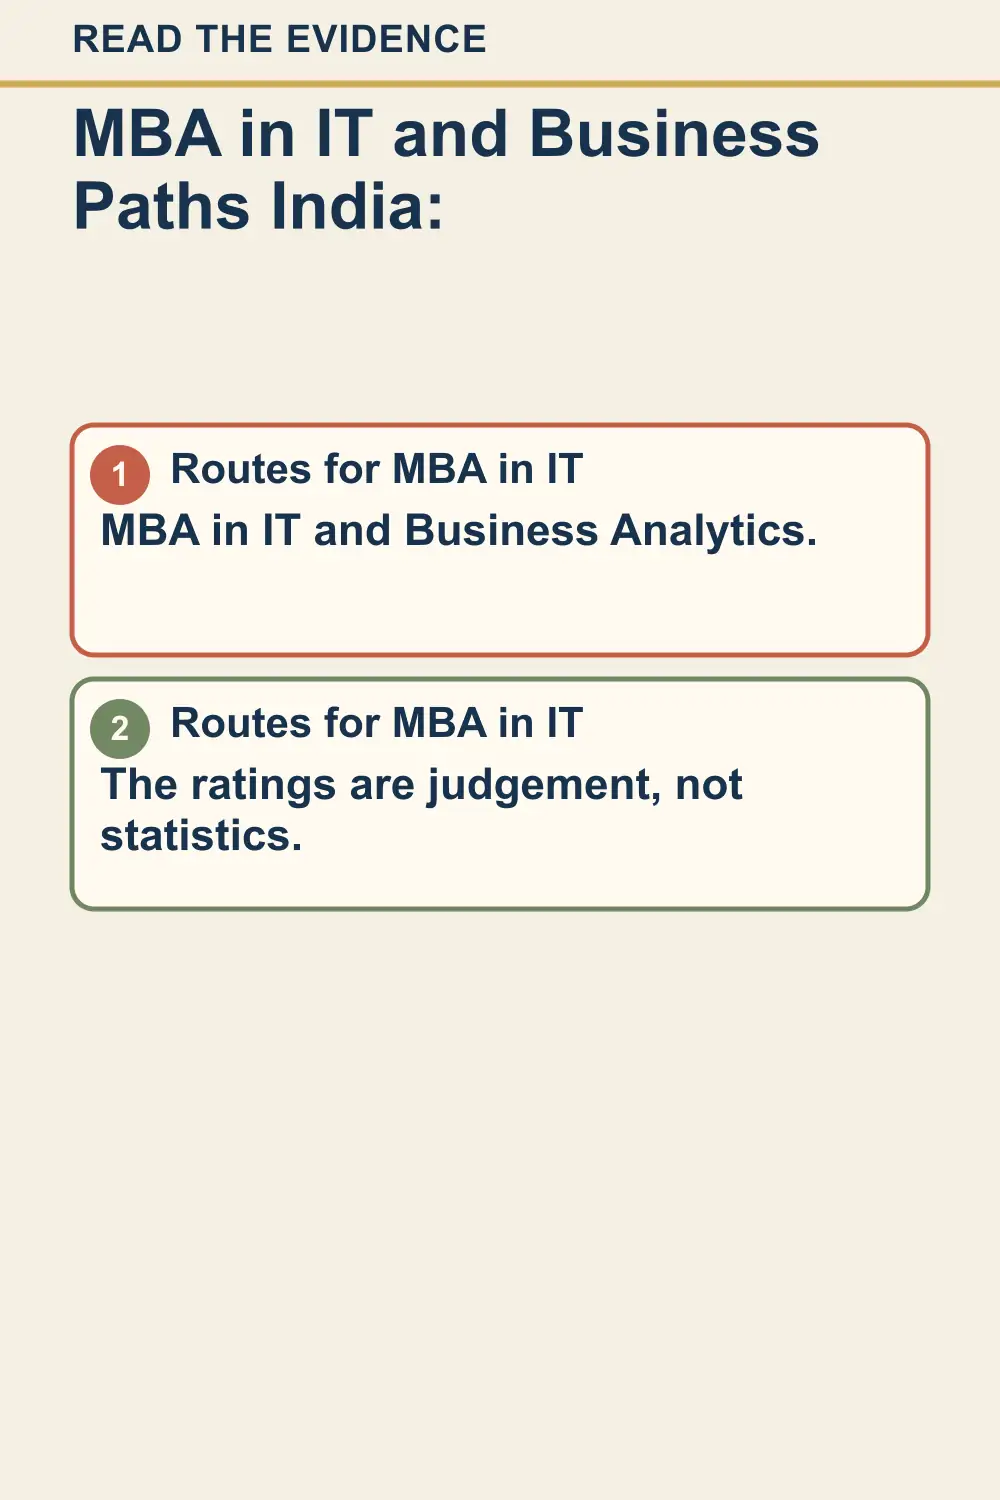 READ THE EVIDENCE
MBA in IT and Business
Paths India:
1 Routes for MBA in IT
MBA in IT and Business Analytics.
2 Routes for MBA in IT
The ratings are judgement, not
statistics.